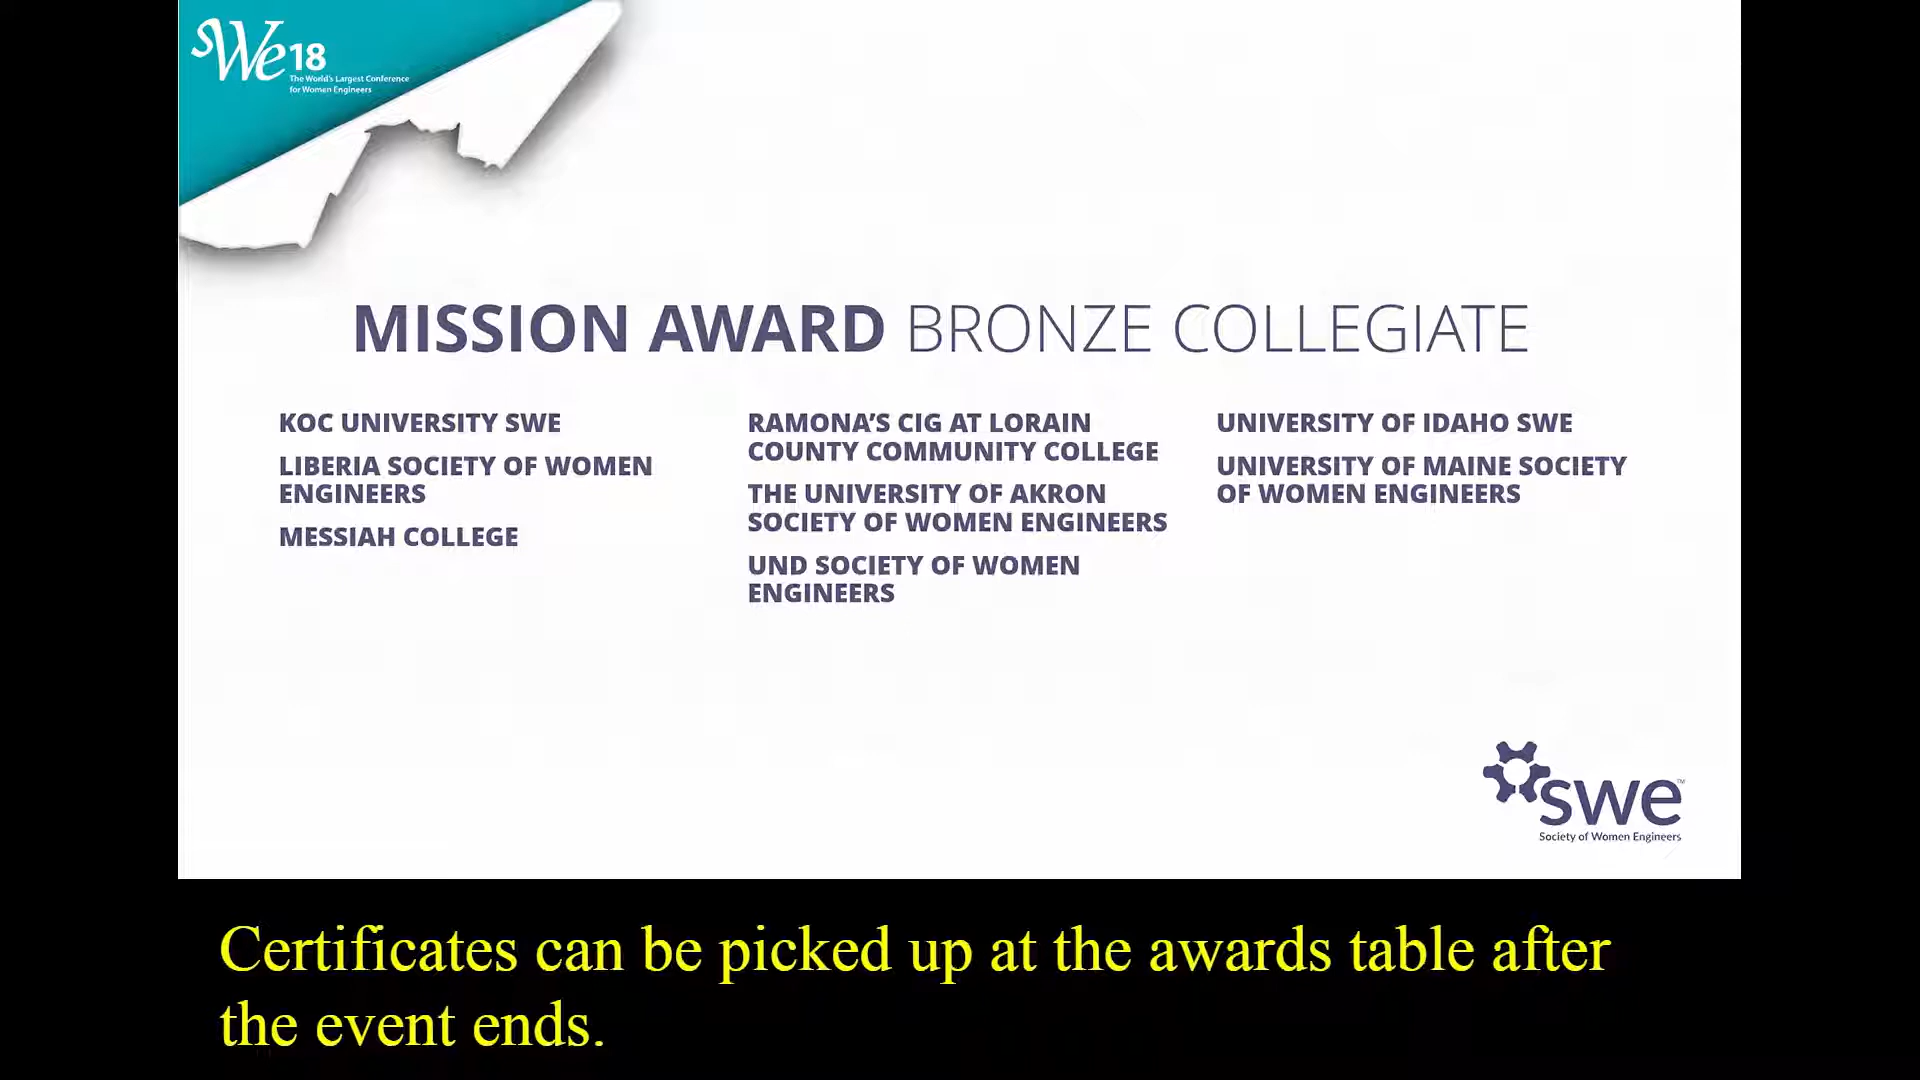 sWe18
The World's Largest Conference
for Women Engineers
MISSION AWARD BRONZE COLLEGIATE
KOC UNIVERSITY SWE
LIBERIA SOCIETY OF WOMEN
ENGINEERS
MESSIAH COLLEGE
RAMONA'S CIG AT LORAIN
COUNTY COMMUNITY COLLEGE
THE UNIVERSITY OF AKRON
SOCIETY OF WOMEN ENGINEERS
UND SOCIETY OF WOMEN
ENGINEERS
UNIVERSITY OF IDAHO SWE
UNIVERSITY OF MAINE SOCIETY
OF WOMEN ENGINEERS
swe™
Society of Women Engineers
Certificates can be picked up at the awards table after
the event ends.